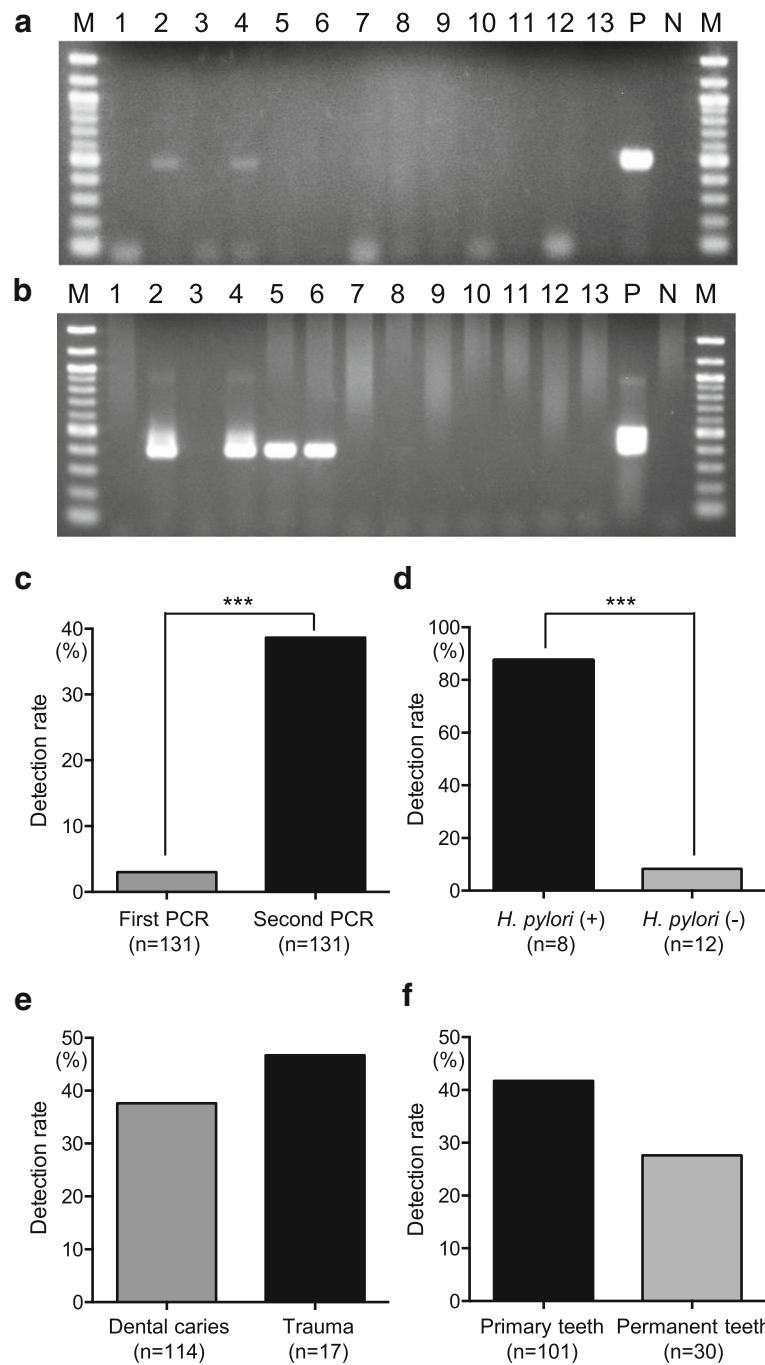 a M 1 2 3 4 5 6 7 8 9 10 11 12 13 P N M
b M 1 2 3 4 5 6 7 8 9 10 11 12 13 P N M
c
***
40
(%)
30
20
10
0
Detection rate
First PCR
(n=131)
Second PCR
(n=131)
d
***
100
(%)
80
60
40
20
0
Detection rate
H. pylori (+)
(n=8)
H. pylori (-)
(n=12)
e
50
(%)
40
30
20
10
0
Detection rate
Dental caries
(n=114)
Trauma
(n=17)
f
50
(%)
40
30
20
10
0
Detection rate
Primary teeth
(n=101)
Permanent teeth
(n=30)